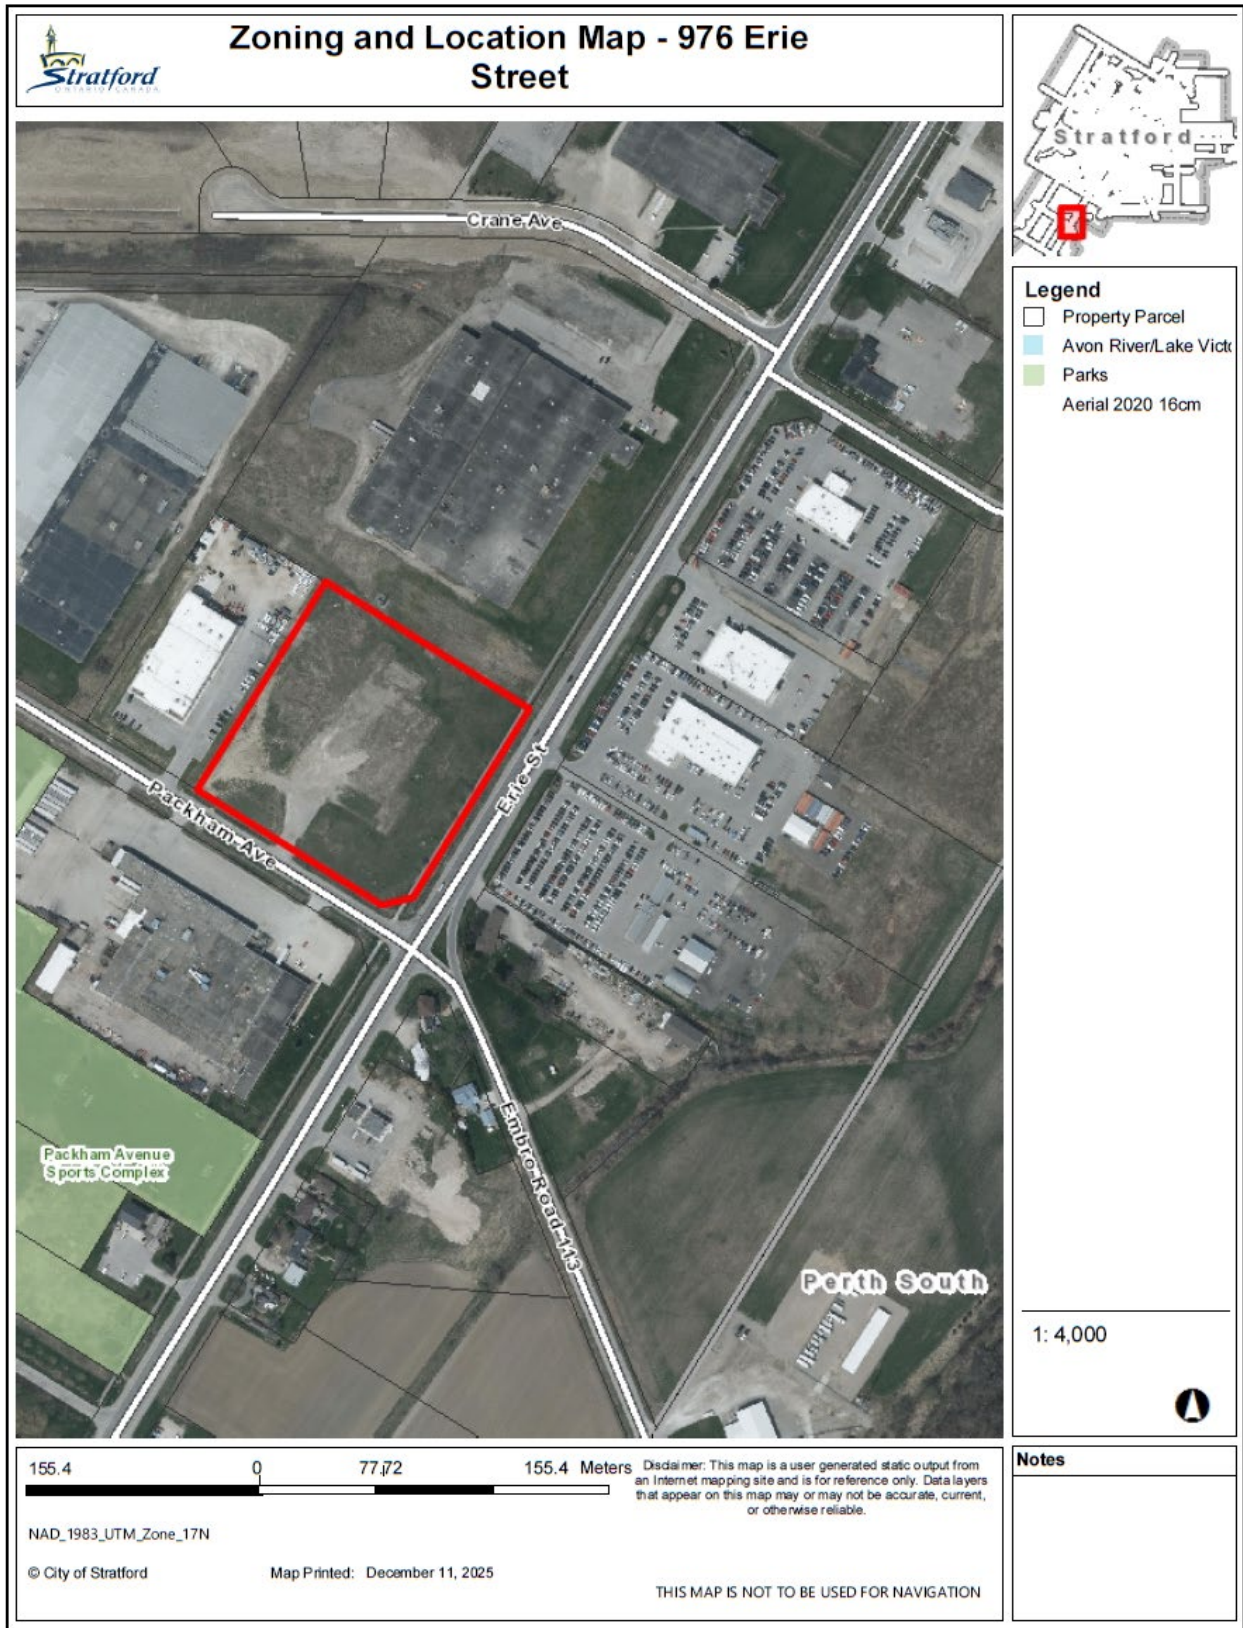 Stratford
ONTARIO CANADA
Zoning and Location Map - 976 Erie
Street
Stratford
Crane Ave
Erie St
Packham Ave
Embro Road 113
Packham Avenue
Sports Complex
Perth South
Legend
Property Parcel
Avon River/Lake Victo
Parks
Aerial 2020 16cm
1: 4,000
155.4 0 77.72 155.4 Meters
NAD_1983_UTM_Zone_17N
© City of Stratford
Map Printed: December 11, 2025
Disclaimer: This map is a user generated static output from
an Internet mapping site and is for reference only. Data layers
that appear on this map may or may not be accurate, current,
or otherwise reliable.
THIS MAP IS NOT TO BE USED FOR NAVIGATION
Notes